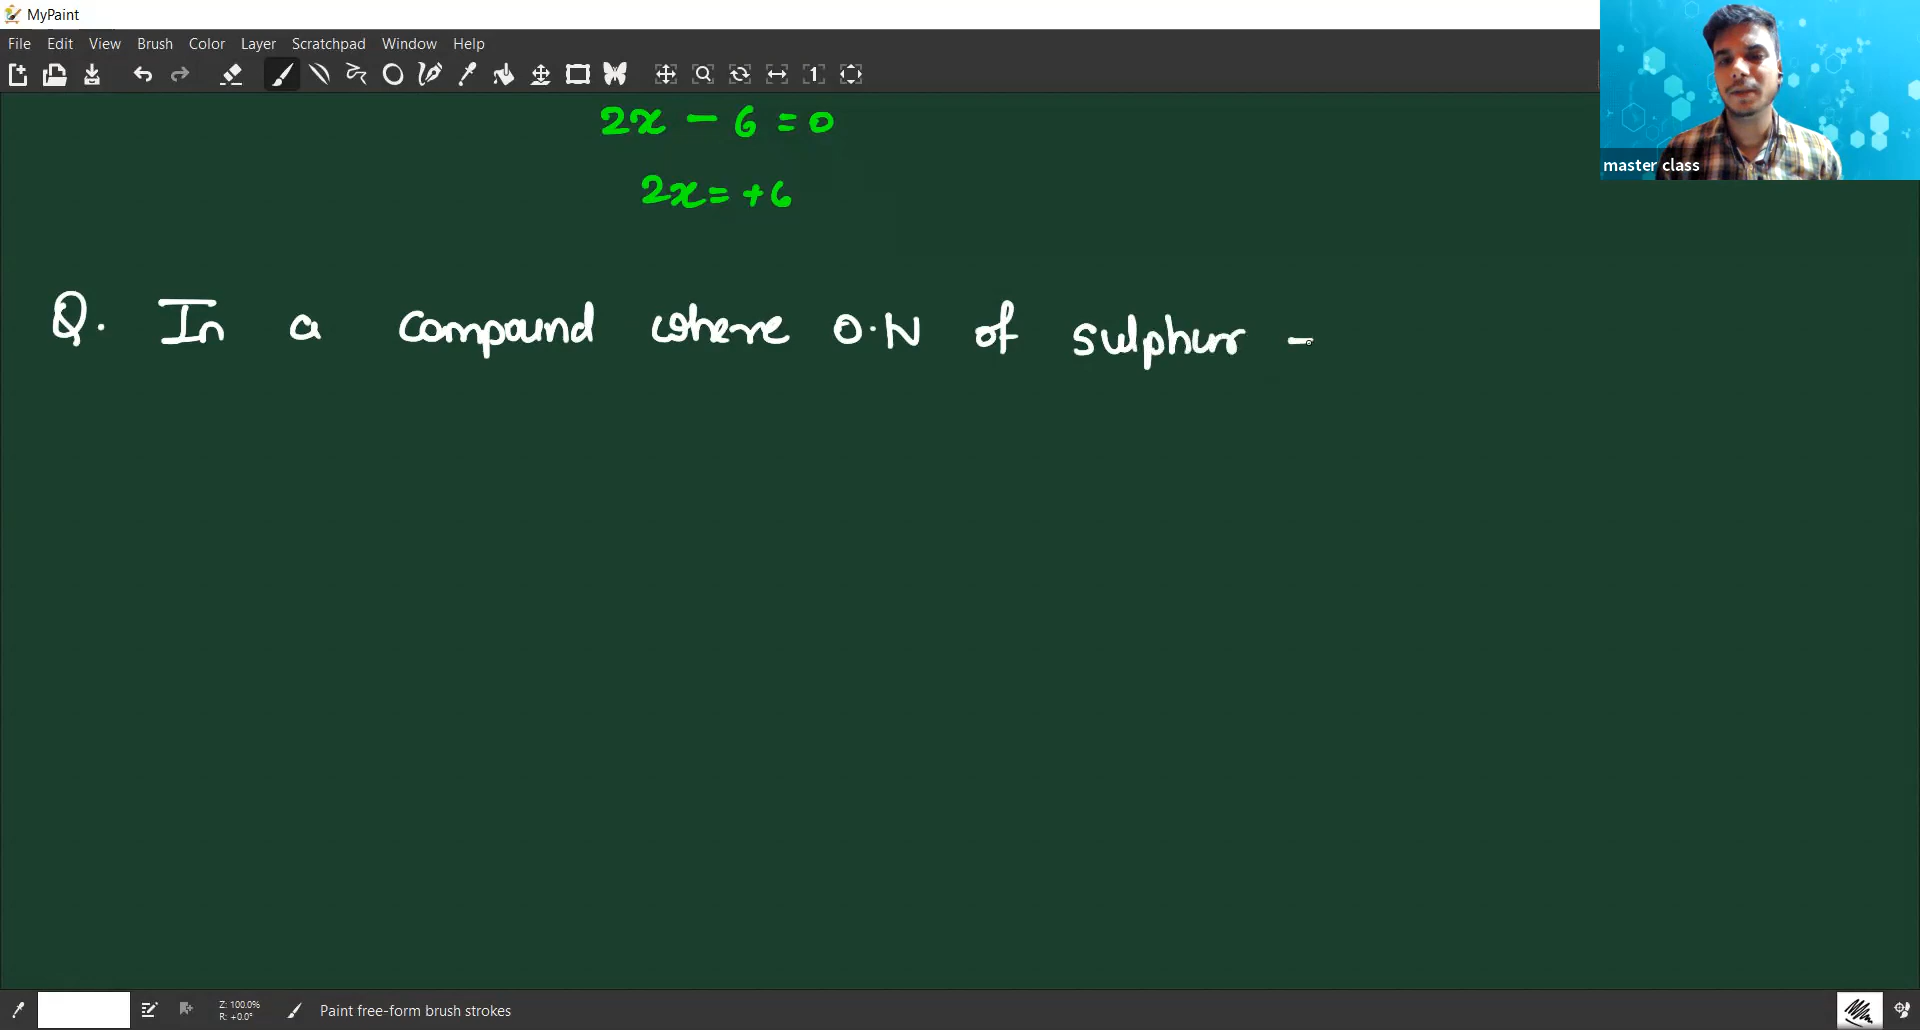 MyPaint
File Edit View Brush Color Layer Scratchpad Window Help
master class
2x - 6 = 0
2x = +6
Q. In a compound where O.N of sulphur -
Z: 100.0%
R: +0.0°
Paint free-form brush strokes